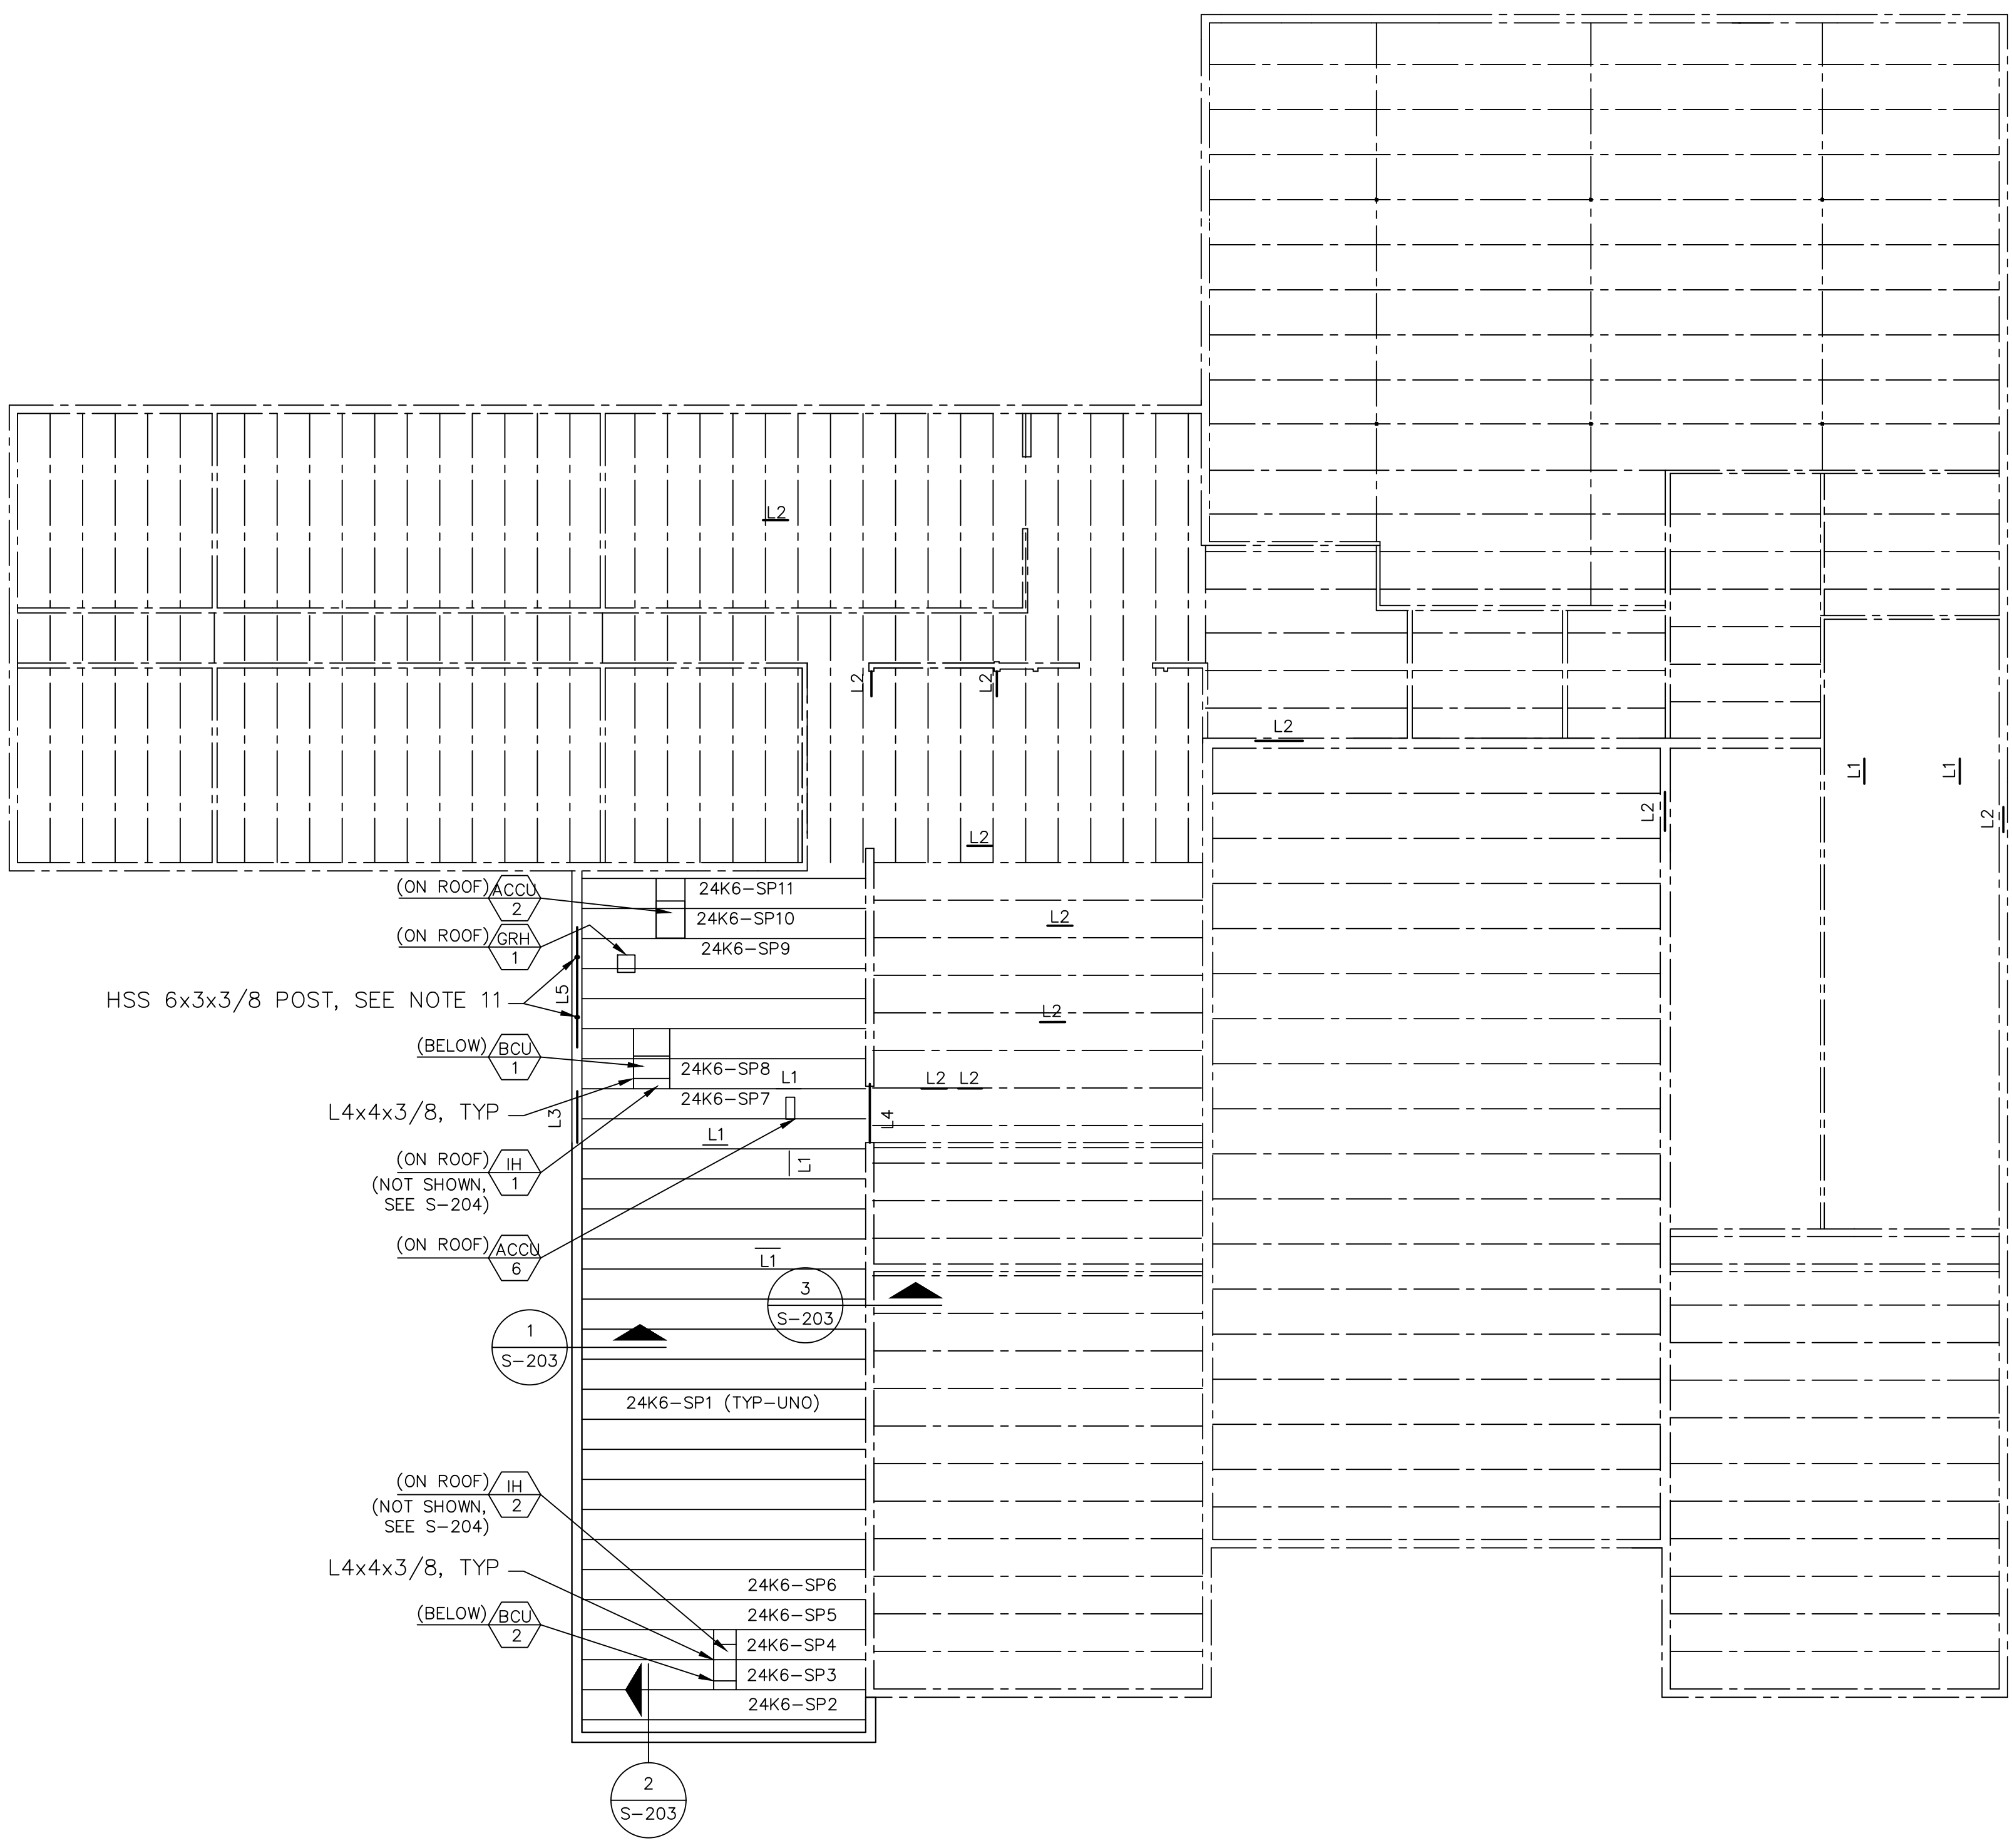 L2
L2
L2
L2
L1
L1
L2
L2
L2
(ON ROOF) ACCU
2
24K6-SP11
24K6-SP10
L2
(ON ROOF) GRH
1
24K6-SP9
HSS 6x3x3/8 POST, SEE NOTE 11
L5
L2
(BELOW) BCU
1
24K6-SP8
L1
L2
L2
24K6-SP7
L4x4x3/8, TYP
L3
L4
L1
L1
(ON ROOF) IH
1
(NOT SHOWN,
SEE S-204)
(ON ROOF) ACCU
6
L1
3
S-203
1
S-203
24K6-SP1 (TYP-UNO)
(ON ROOF) IH
2
(NOT SHOWN,
SEE S-204)
L4x4x3/8, TYP
24K6-SP6
24K6-SP5
(BELOW) BCU
2
24K6-SP4
24K6-SP3
24K6-SP2
2
S-203